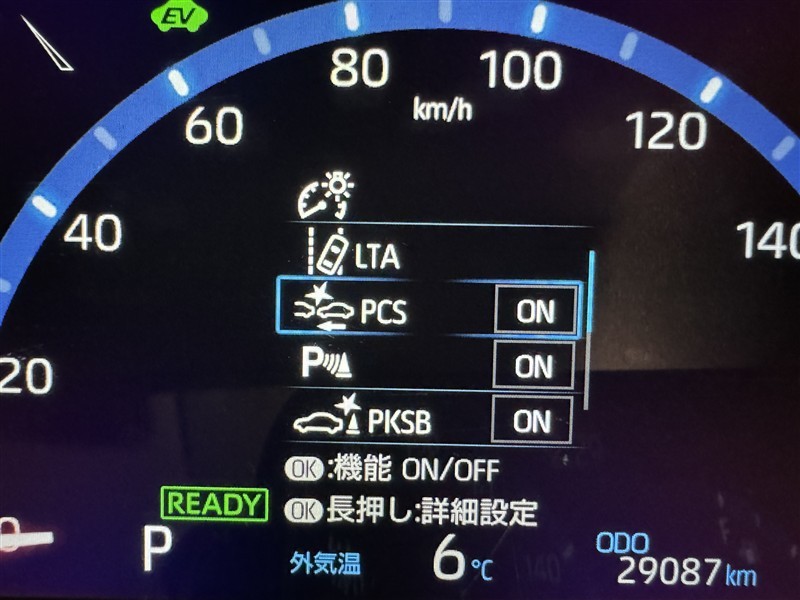 EV
80
100
km/h
60
120
40
140
LTA
PCS ON
20
P ON
PKSB ON
OK:機能 ON/OFF
READY
OK長押し:詳細設定
0
P
外気温 6℃
ODO
29087km